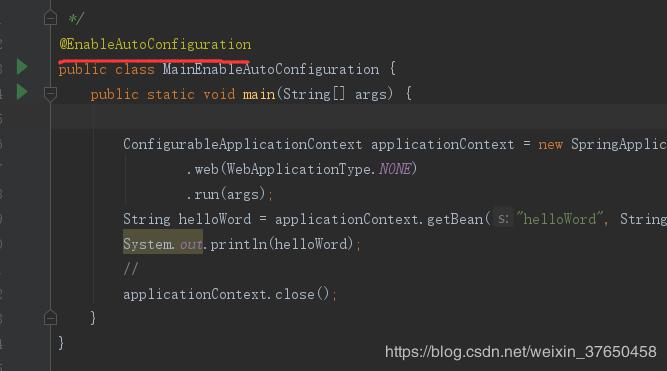 */
@EnableAutoConfiguration
public class MainEnableAutoConfiguration {
public static void main(String[] args) {
ConfigurableApplicationContext applicationContext = new SpringApplic
.web(WebApplicationType.NONE)
.run(args);
String helloWord = applicationContext.getBean( s: "helloWord", String
System.out.println(helloWord);
//
applicationContext.close();
}
}
https://blog.csdn.net/weixin_37650458